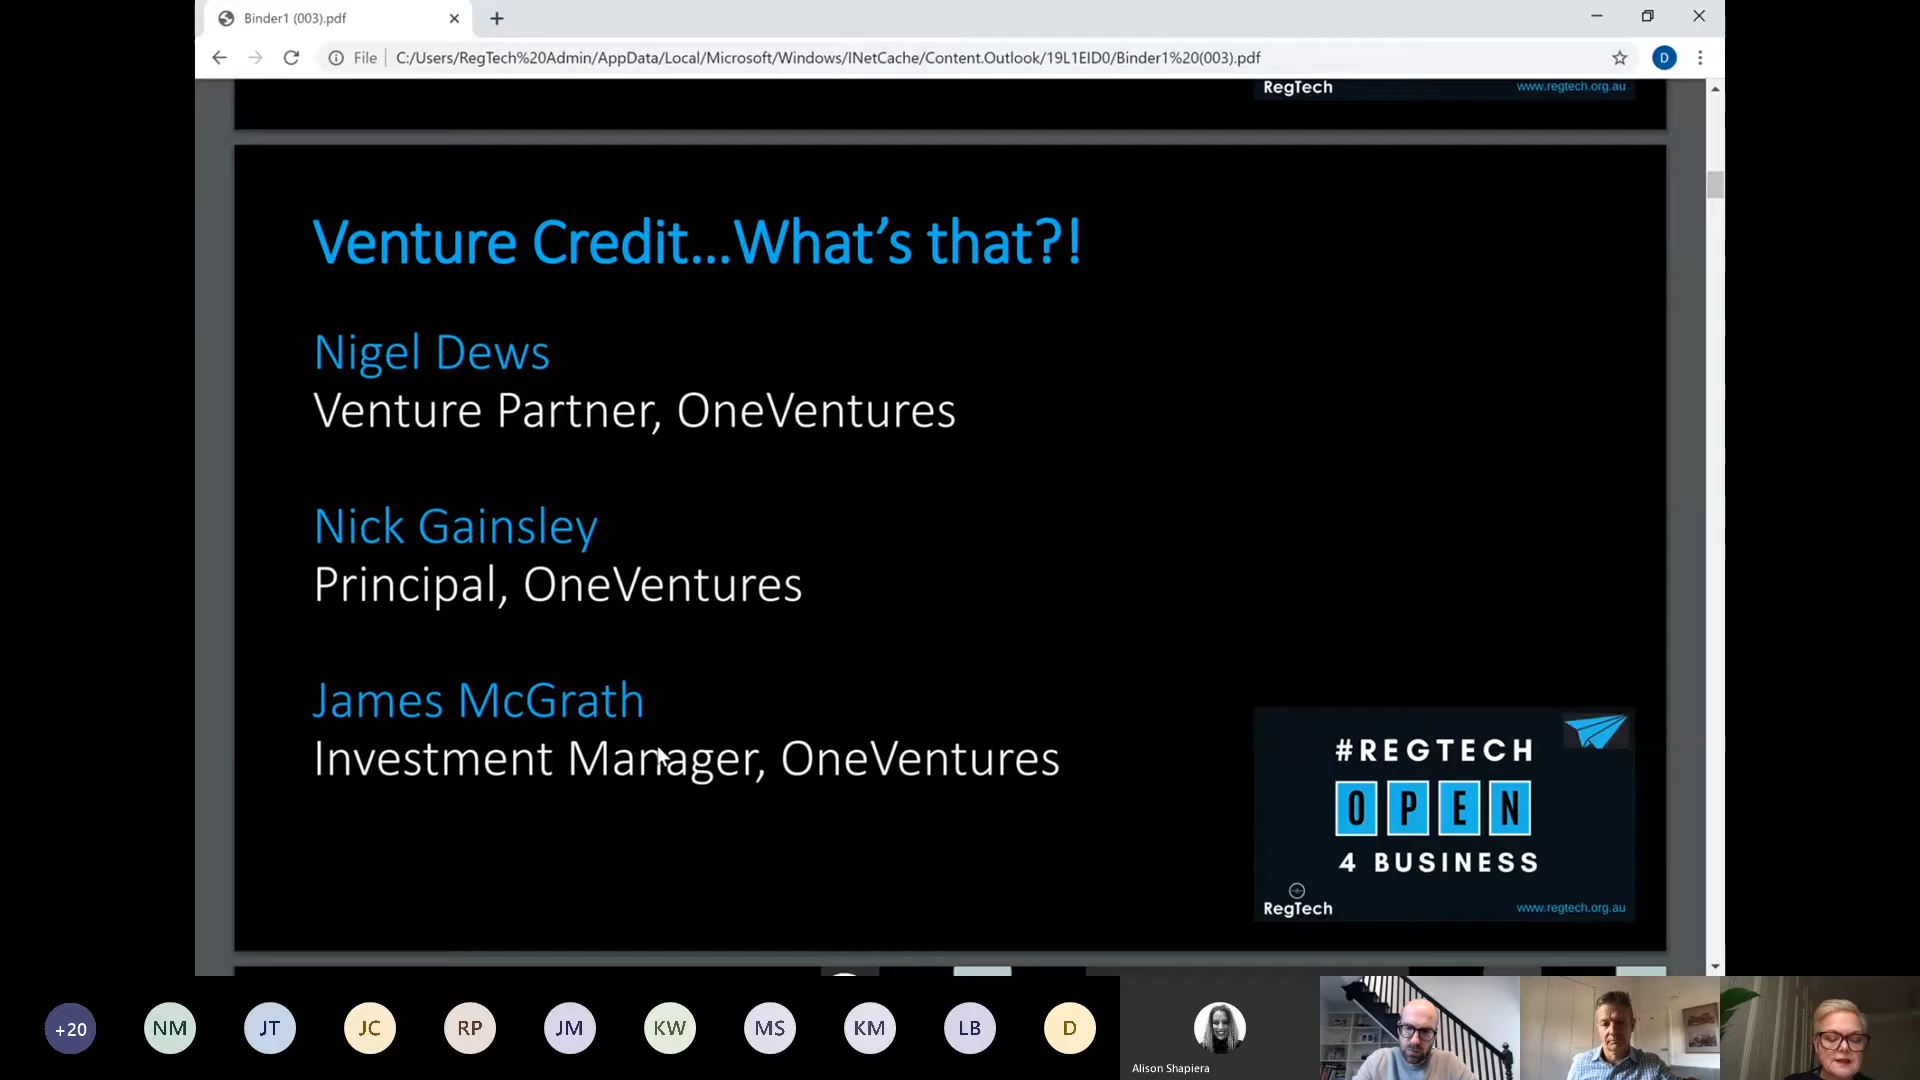 Binder1 (003).pdf
File
C:/Users/RegTech%20Admin/AppData/Local/Microsoft/Windows/INetCache/Content.Outlook/19L1EID0/Binder1%20(003).pdf
D
RegTech
www.regtech.org.au
Venture Credit...What's that?!
Nigel Dews
Venture Partner, OneVentures
Nick Gainsley
Principal, OneVentures
James McGrath
Investment Manager, OneVentures
#REGTECH
OPEN
4 BUSINESS
RegTech
www.regtech.org.au
+20
NM
JT
JC
RP
JM
KW
MS
KM
LB
D
Alison Shapiera